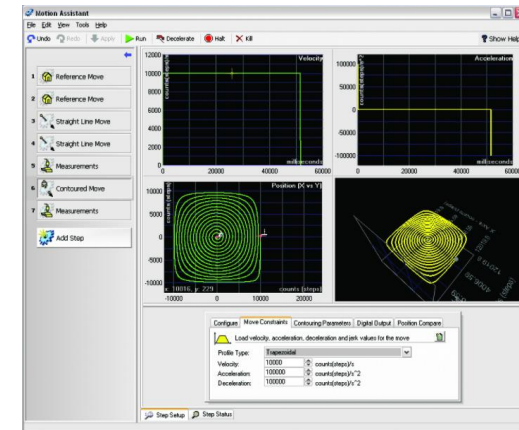 Motion Assistant
File Edit View Tools Help
Undo Redo Apply Run Decelerate Halt Kill Show Help
1 Reference Move
2 Reference Move
3 Straight Line Move
4 Straight Line Move
5 Measurements
6 Contoured Move
7 Measurements
Add Step
Velocity
12000
10000
8000
6000
4000
2000
0
milliseconds
0 20000 40000 60000
Acceleration
100000
50000
0
-50000
-100000
milliseconds
0 20000 40000 60000
Position (X vs Y)
10000
5000
0
-5000
-10000
x: 10016, y: 229
counts (steps)
-10000 0 10000 20000
Configure Move Constraints Contouring Parameters Digital Output Position Compare
Load velocity, acceleration, deceleration and jerk values for the move
Profile Type: Trapezoidal
Velocity: 10000 counts(steps)/s
Acceleration: 100000 counts(steps)/s^2
Deceleration: 100000 counts(steps)/s^2
Step Setup Step Status